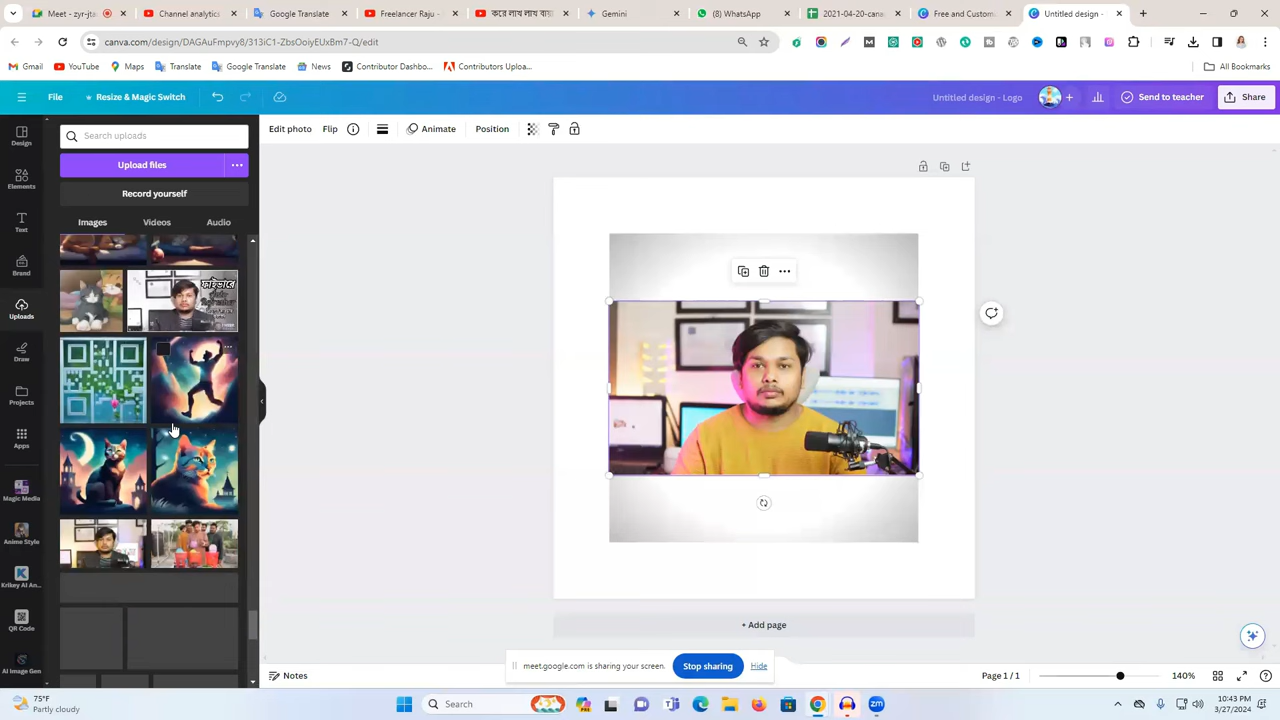 Meet - zyr-jta
Channel analytics
Google Translate
Freelancer Raju -
করে লাখ লাখ
Gemini
(8) WhatsApp
2021-04-20-cana
Free and Custom
Untitled design -
canva.com/design/DAGAuFmpvy8/313iC1-ZbsOoiyEUxBm7-Q/edit
Gmail
YouTube
Maps
Translate
Google Translate
News
Contributor Dashbo...
Contributors Uploa...
All Bookmarks
File
Resize & Magic Switch
Untitled design - Logo
Send to teacher
Share
Design
Elements
Text
Brand
Uploads
Draw
Projects
Apps
Magic Media
Anime Style
Krikey AI An...
QR Code
AI Image Gen
Search uploads
Upload files
Record yourself
Images
Videos
Audio
ফাইভারে
Edit photo
Flip
Animate
Position
+ Add page
meet.google.com is sharing your screen.
Stop sharing
Hide
Notes
Page 1 / 1
140%
75°F
Partly cloudy
Search
10:43 PM
3/27/2024